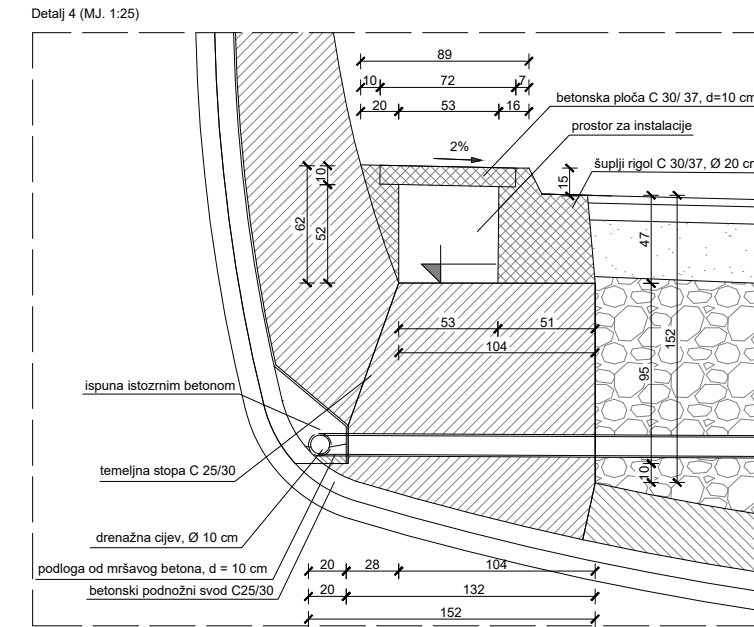 Detalj 4 (MJ. 1:25)
89
10 72 7
20 53 16
betonska ploča C 30/ 37, d=10 cm
prostor za instalacije
2%
šuplji rigol C 30/37, Ø 20 cm
10
15
62
52
47
53 51
152
104
95
ispuna istozrnim betonom
temeljna stopa C 25/30
10
drenažna cijev, Ø 10 cm
podloga od mršavog betona, d = 10 cm
20 28 104
betonski podnožni svod C25/30
20 132
152